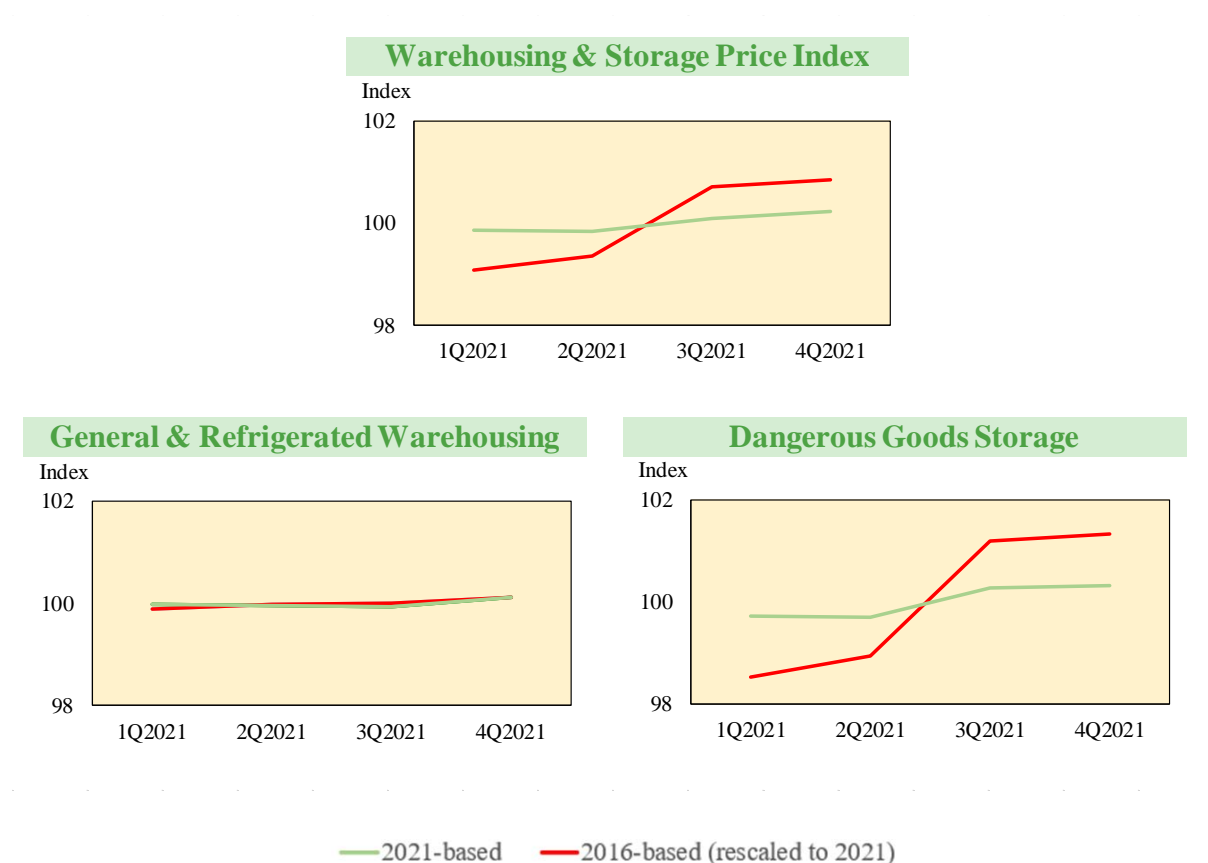 Warehousing & Storage Price Index
Index
102
100
98
1Q2021 2Q2021 3Q2021 4Q2021
General & Refrigerated Warehousing
Index
102
100
98
1Q2021 2Q2021 3Q2021 4Q2021
Dangerous Goods Storage
Index
102
100
98
1Q2021 2Q2021 3Q2021 4Q2021
2021-based 2016-based (rescaled to 2021)